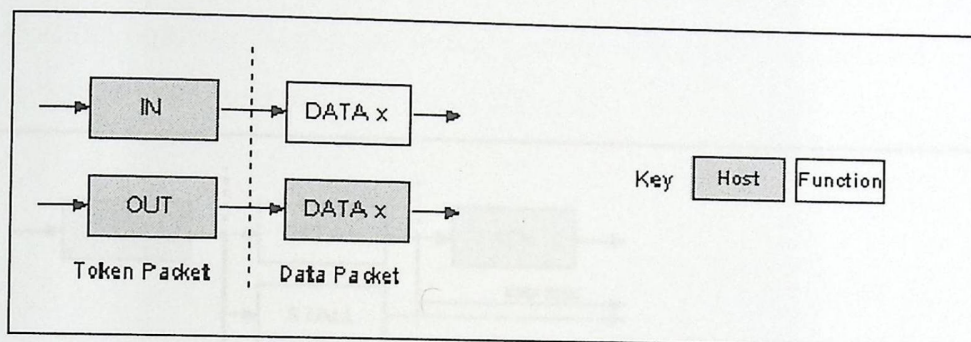 IN
DATA x
Key
Host
Function
OUT
DATA x
Token Packet
Data Packet